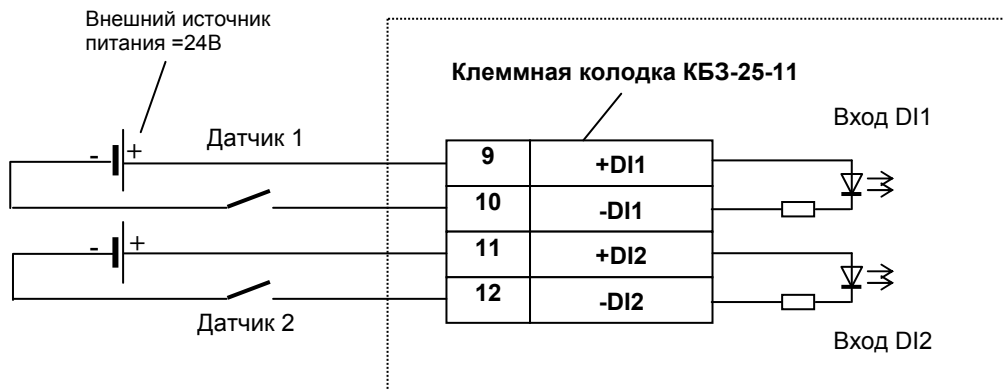 Внешний источник
питания =24В
Клеммная колодка КБЗ-25-11
Вход DI1
Датчик 1
- +
9 +DI1
10 -DI1
- +
11 +DI2
12 -DI2
Датчик 2
Вход DI2